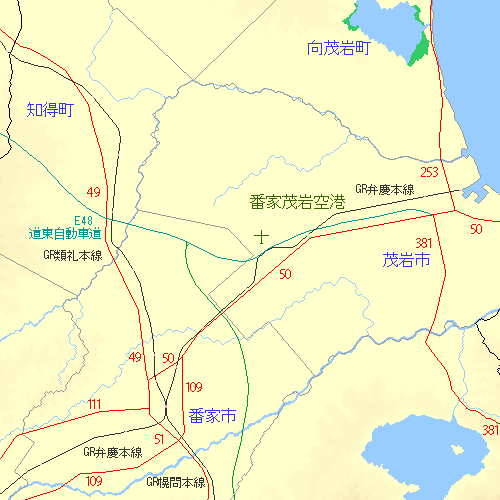 向茂岩町
知得町
253
GR弁慶本線
49
番家茂岩空港
E48
道東自動車道
50
381
GR類礼本線
茂岩市
50
49
50
109
111
番家市
381
51
GR弁慶本線
109
GR幌問本線